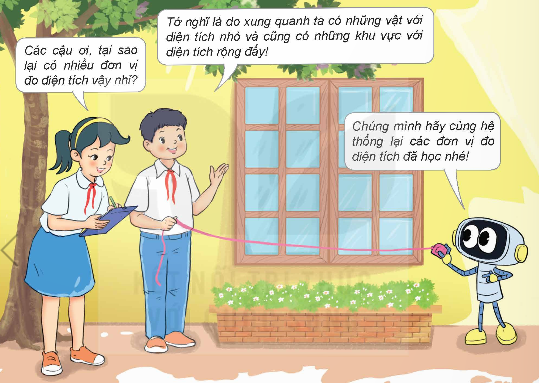 Các cậu ơi, tại sao
lại có nhiều đơn vị
đo diện tích vậy nhỉ?
Tớ nghĩ là do xung quanh ta có những vật với
diện tích nhỏ và cũng có những khu vực với
diện tích rộng đấy!
Chúng mình hãy cùng hệ
thống lại các đơn vị đo
diện tích đã học nhé!